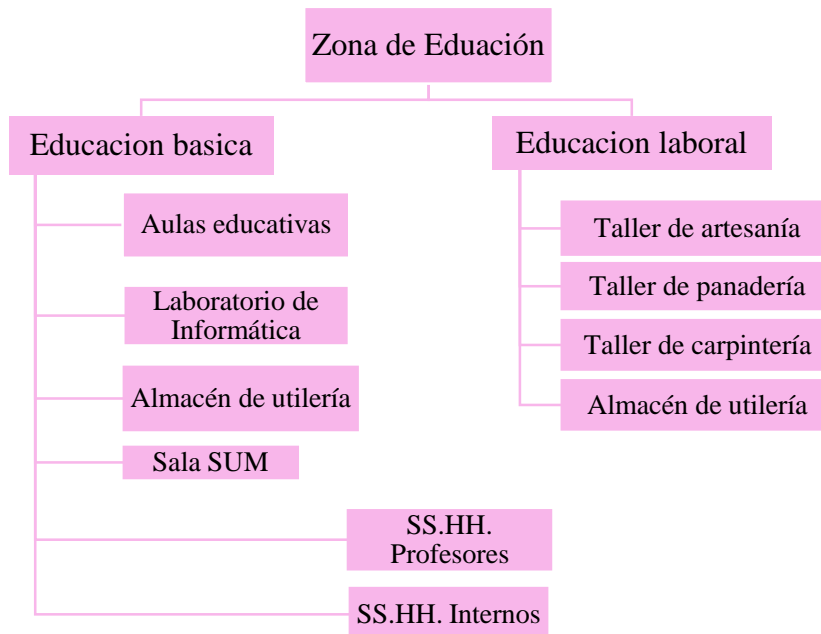 Zona de Eduación
Educacion basica
Aulas educativas
Laboratorio de
Informática
Almacén de utilería
Sala SUM
SS.HH.
Profesores
SS.HH. Internos
Educacion laboral
Taller de artesanía
Taller de panadería
Taller de carpintería
Almacén de utilería